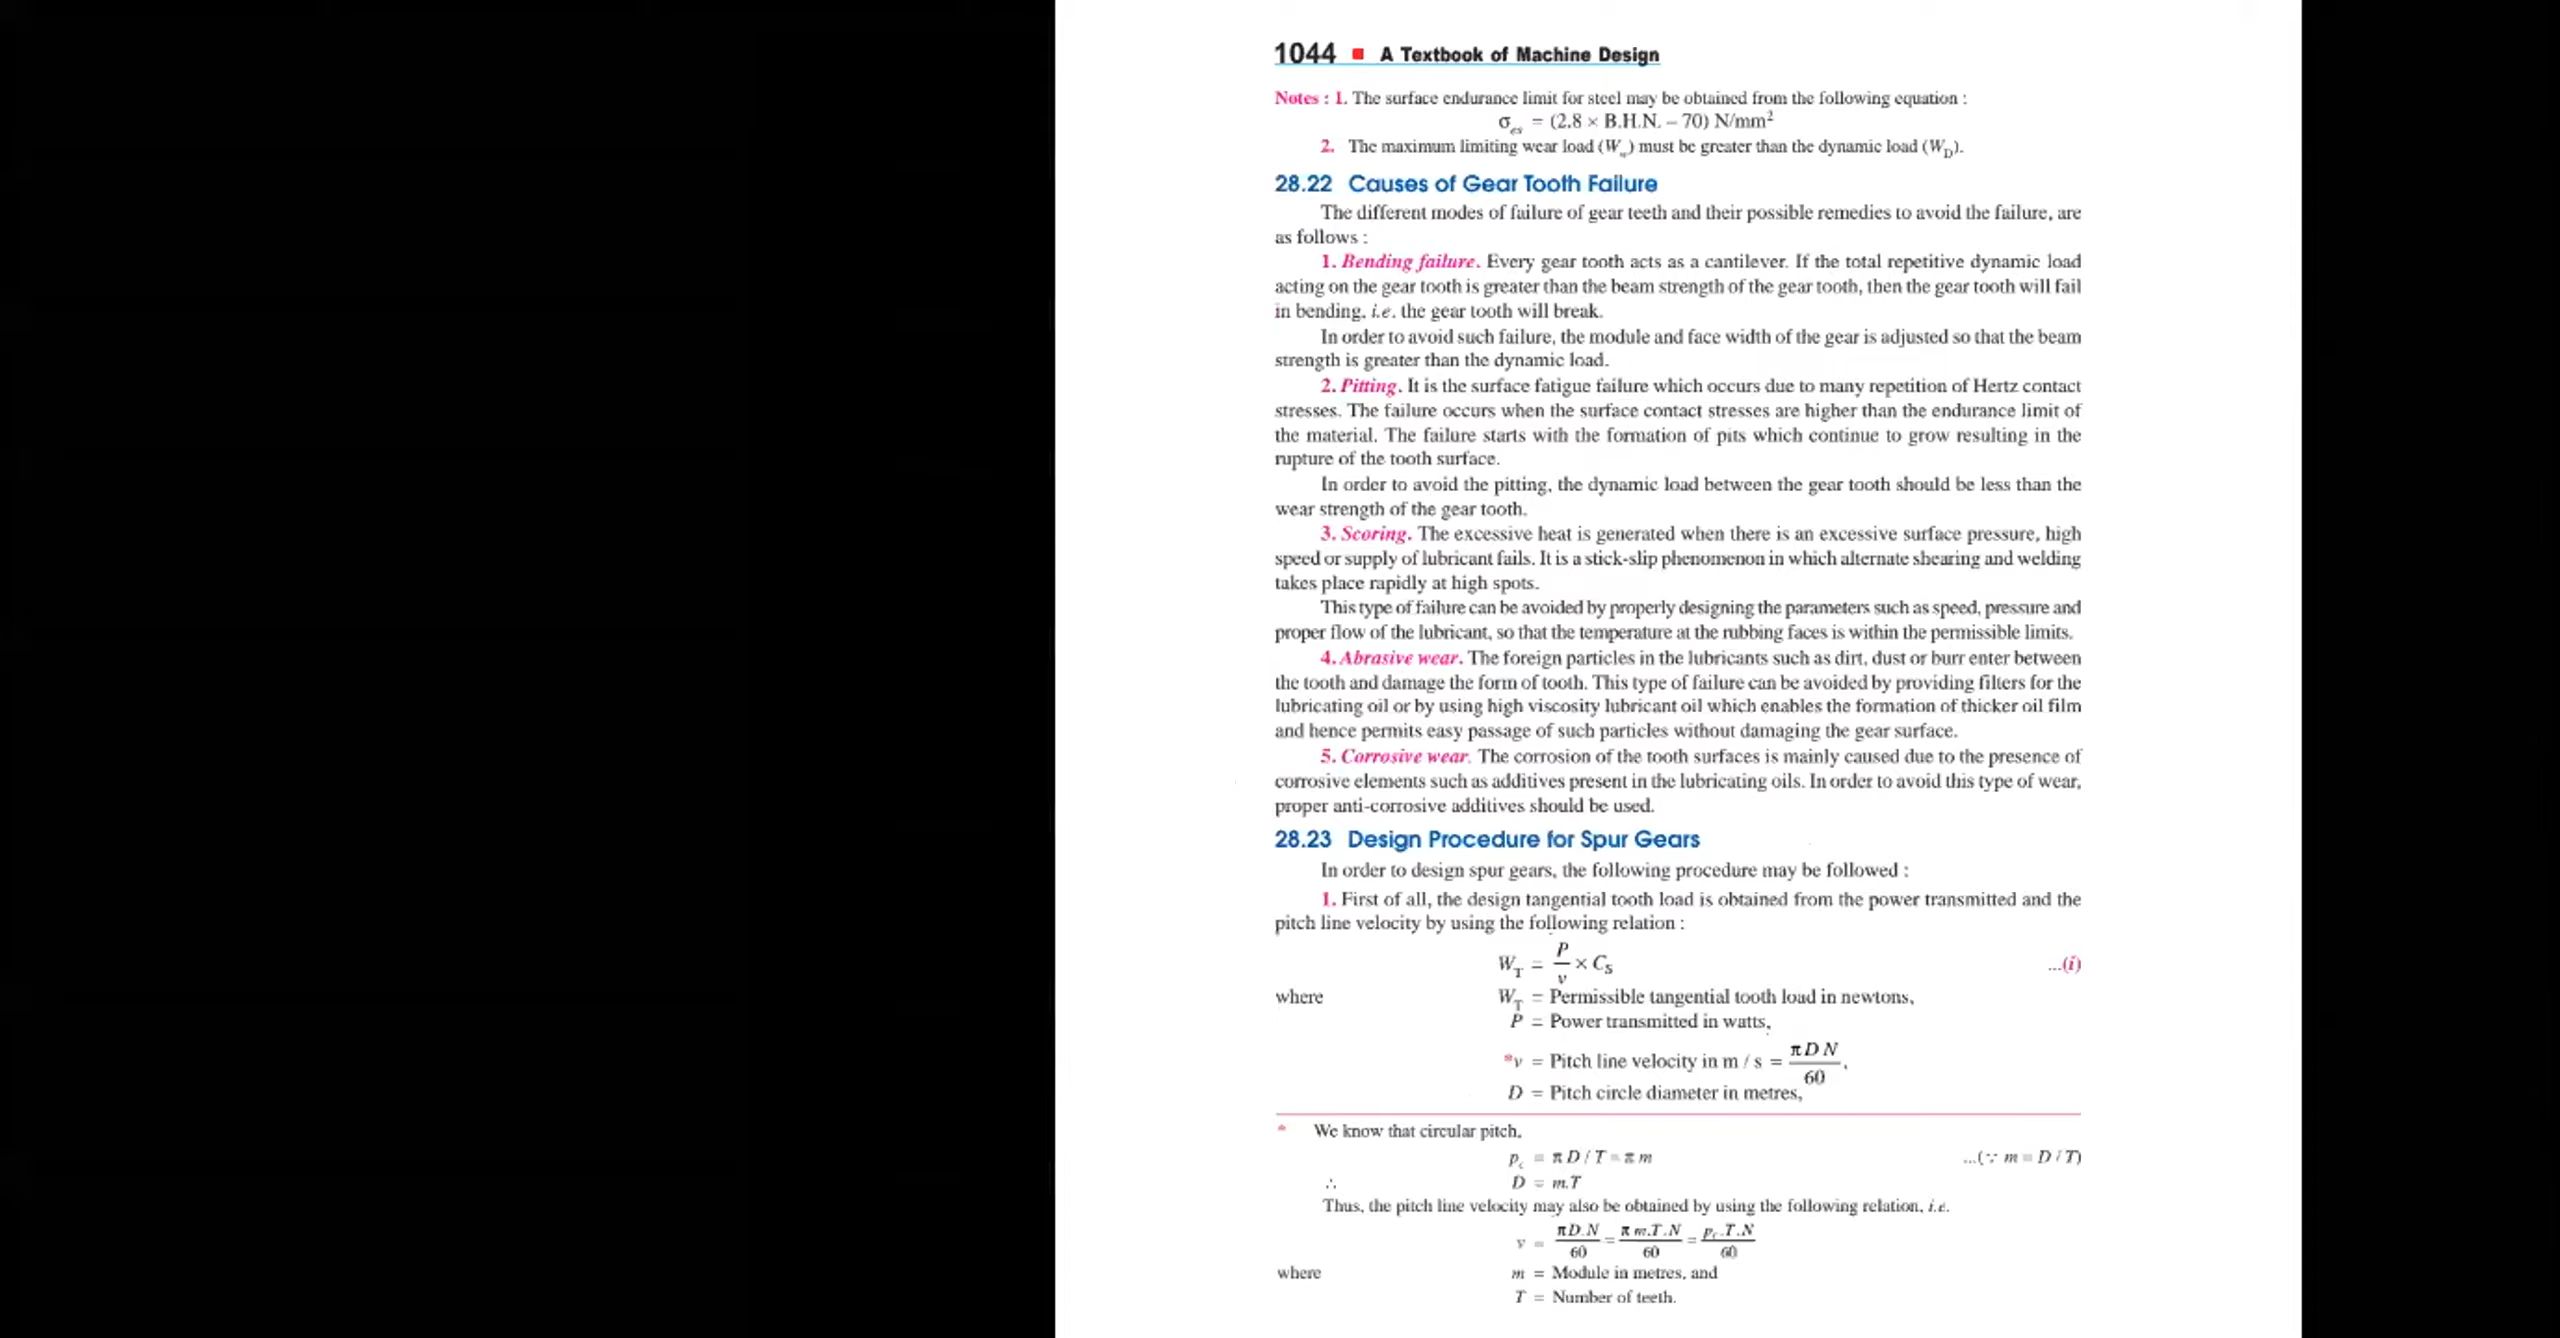 1044 ■ A Textbook of Machine Design
Notes : 1. The surface endurance limit for steel may be obtained from the following equation :
σes = (2.8 × B.H.N. – 70) N/mm²
2. The maximum limiting wear load (Ww) must be greater than the dynamic load (WD).
28.22 Causes of Gear Tooth Failure
The different modes of failure of gear teeth and their possible remedies to avoid the failure, are
as follows :
1. Bending failure. Every gear tooth acts as a cantilever. If the total repetitive dynamic load
acting on the gear tooth is greater than the beam strength of the gear tooth, then the gear tooth will fail
in bending, i.e. the gear tooth will break.
In order to avoid such failure, the module and face width of the gear is adjusted so that the beam
strength is greater than the dynamic load.
2. Pitting. It is the surface fatigue failure which occurs due to many repetition of Hertz contact
stresses. The failure occurs when the surface contact stresses are higher than the endurance limit of
the material. The failure starts with the formation of pits which continue to grow resulting in the
rupture of the tooth surface.
In order to avoid the pitting, the dynamic load between the gear tooth should be less than the
wear strength of the gear tooth.
3. Scoring. The excessive heat is generated when there is an excessive surface pressure, high
speed or supply of lubricant fails. It is a stick-slip phenomenon in which alternate shearing and welding
takes place rapidly at high spots.
This type of failure can be avoided by properly designing the parameters such as speed, pressure and
proper flow of the lubricant, so that the temperature at the rubbing faces is within the permissible limits.
4. Abrasive wear. The foreign particles in the lubricants such as dirt, dust or burr enter between
the tooth and damage the form of tooth. This type of failure can be avoided by providing filters for the
lubricating oil or by using high viscosity lubricant oil which enables the formation of thicker oil film
and hence permits easy passage of such particles without damaging the gear surface.
5. Corrosive wear. The corrosion of the tooth surfaces is mainly caused due to the presence of
corrosive elements such as additives present in the lubricating oils. In order to avoid this type of wear,
proper anti-corrosive additives should be used.
28.23 Design Procedure for Spur Gears
In order to design spur gears, the following procedure may be followed :
1. First of all, the design tangential tooth load is obtained from the power transmitted and the
pitch line velocity by using the following relation :
WT = P/v × CS ...(i)
where WT = Permissible tangential tooth load in newtons,
P = Power transmitted in watts,
*v = Pitch line velocity in m / s = π D N / 60,
D = Pitch circle diameter in metres,
* We know that circular pitch,
pc = π D / T = π m ...(∵ m = D / T)
∴ D = m.T
Thus, the pitch line velocity may also be obtained by using the following relation, i.e.
v = πD.N/60 = π m.T.N/60 = pc.T.N/60
where m = Module in metres, and
T = Number of teeth.